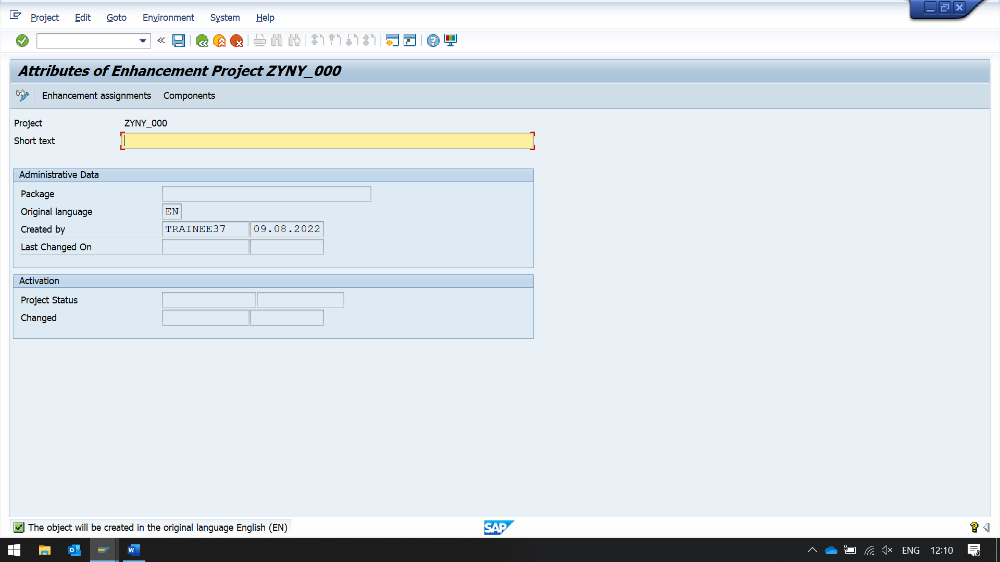 Project Edit Goto Environment System Help
Attributes of Enhancement Project ZYNY_000
Enhancement assignments Components
Project ZYNY_000
Short text
Administrative Data
Package
Original language EN
Created by TRAINEE37 09.08.2022
Last Changed On
Activation
Project Status
Changed
The object will be created in the original language English (EN)
SAP
ENG 12:10